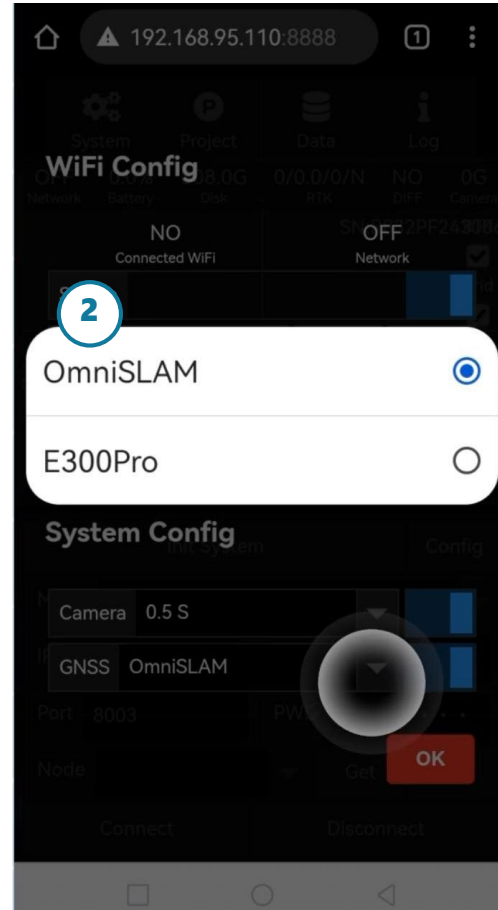 192.168.95.110:8888 1
System Project Data Log
WiFi Config
0/0.0/0/N NO 0G
Network Battery Disk RTK DIFF Camera
NO OFF
Connected WiFi Network
2
OmniSLAM
E300Pro
System Config
Init System Config
Camera 0.5 S
GNSS OmniSLAM
Port 8003
OK
Node Get
Connect Disconnect